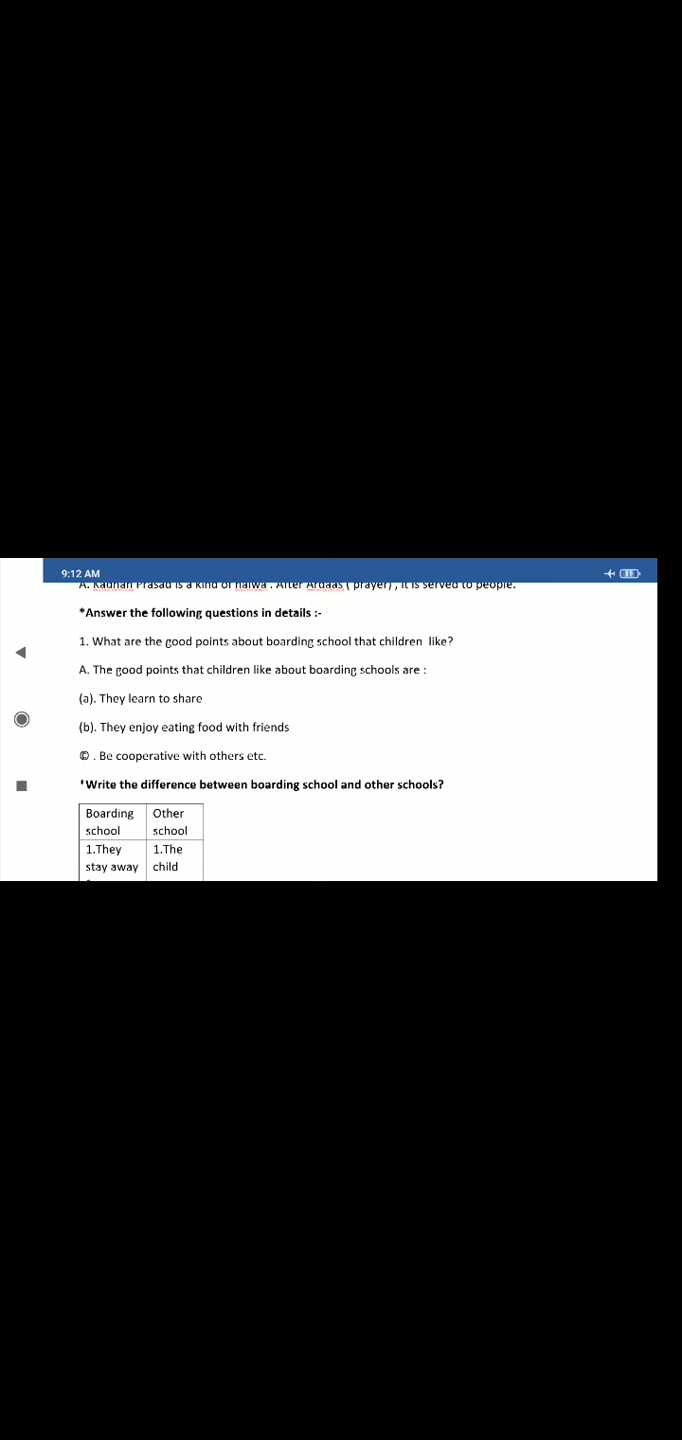 9:12 AM
A. Kadhah Prasad is a kind of halwa . After Ardaas ( prayer) , it is served to people.
*Answer the following questions in details :-
1. What are the good points about boarding school that children  like?
A. The good points that children like about boarding schools are :
(a). They learn to share
(b). They enjoy eating food with friends
© . Be cooperative with others etc.
*Write the difference between boarding school and other schools?
Boarding school
Other school
1.They stay away
1.The child